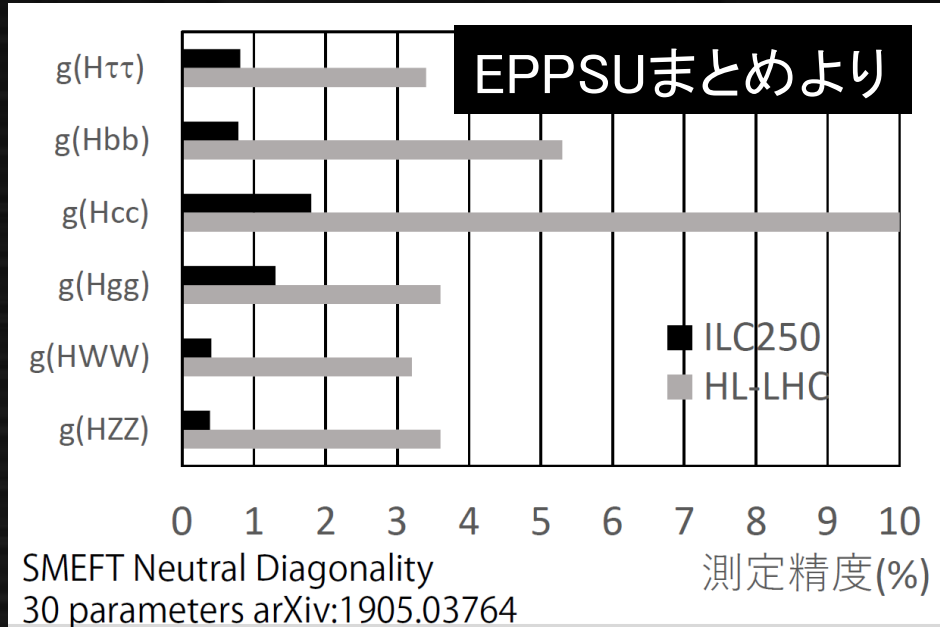 EPPSUまとめより
g(Hττ)
g(Hbb)
g(Hcc)
g(Hgg)
g(HWW)
g(HZZ)
ILC250
HL-LHC
0 1 2 3 4 5 6 7 8 9 10
測定精度(%)
SMEFT Neutral Diagonality
30 parameters arXiv:1905.03764